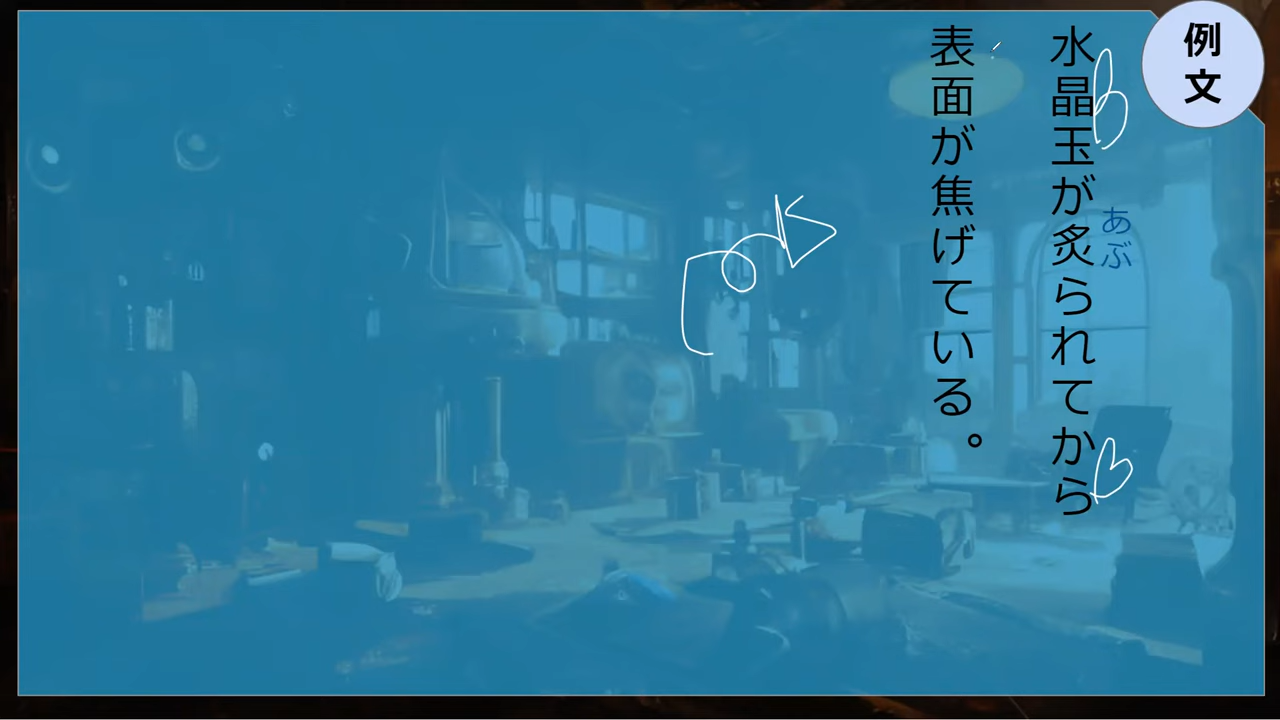 例文
水晶玉が炙られてから
あぶ
表面が焦げている。